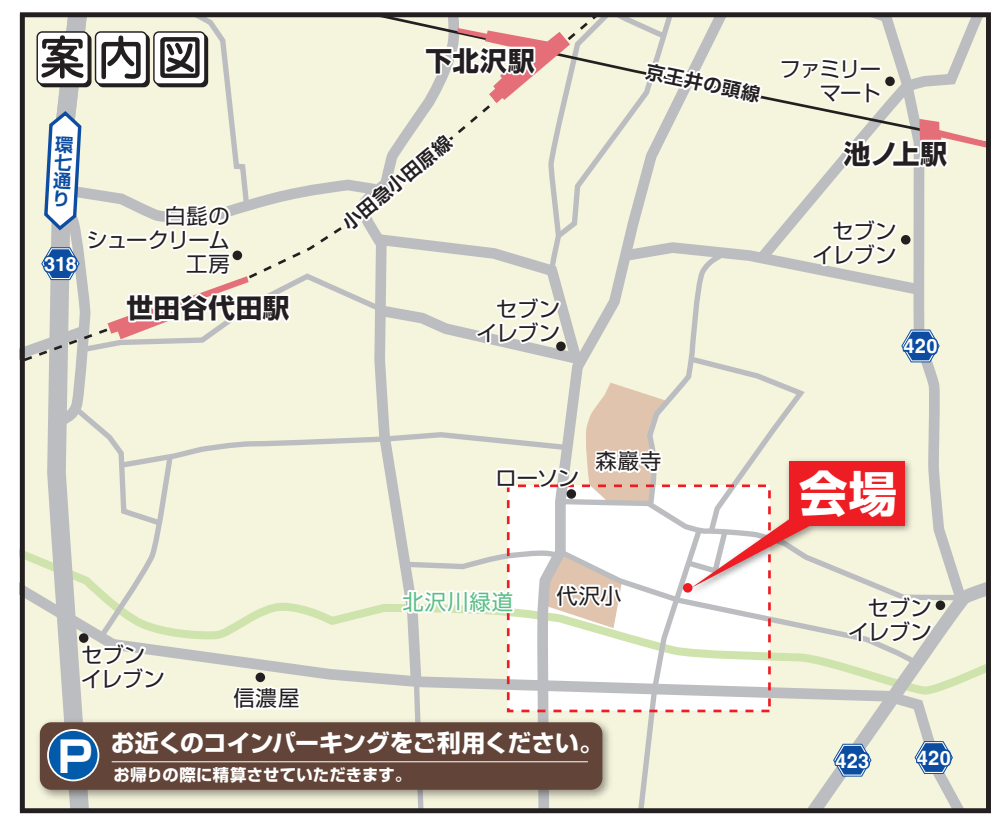 案内図
下北沢駅
京王井の頭線
ファミリー
マート
池ノ上駅
環七通り
小田急小田原線
白髭の
シュークリーム
工房
セブン
イレブン
318
世田谷代田駅
セブン
イレブン
420
森巖寺
ローソン
会場
代沢小
北沢川緑道
セブン
イレブン
セブン
イレブン
信濃屋
P
お近くのコインパーキングをご利用ください。
お帰りの際に精算させていただきます。
423
420